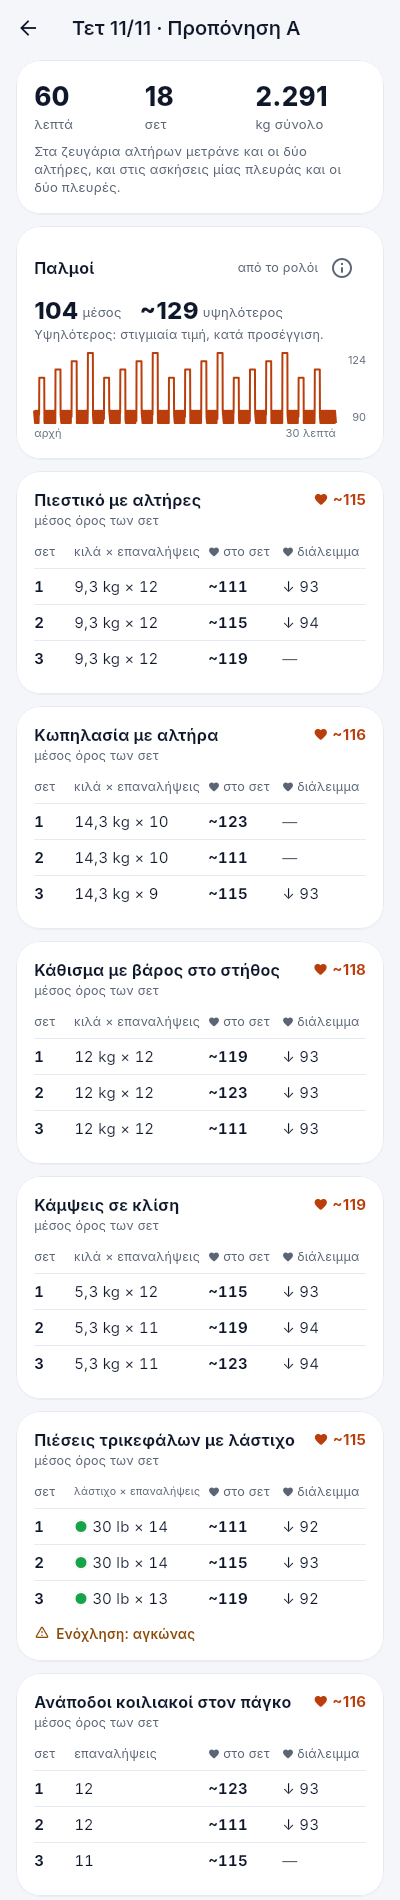 Τετ 11/11 · Προπόνηση Α
60 18 2.291
λεπτά σετ kg σύνολο
Στα ζευγάρια αλτήρων μετράνε και οι δύο
αλτήρες, και στις ασκήσεις μίας πλευράς και οι
δύο πλευρές.
Παλμοί από το ρολόι
104 μέσος ~129 υψηλότερος
Υψηλότερος: στιγμιαία τιμή, κατά προσέγγιση.
124
90
αρχή 30 λεπτά
Πιεστικό με αλτήρες ~115
μέσος όρος των σετ
σετ κιλά × επαναλήψεις στο σετ διάλειμμα
1 9,3 kg × 12 ~111 ↓ 93
2 9,3 kg × 12 ~115 ↓ 94
3 9,3 kg × 12 ~119 —
Κωπηλασία με αλτήρα ~116
μέσος όρος των σετ
σετ κιλά × επαναλήψεις στο σετ διάλειμμα
1 14,3 kg × 10 ~123 —
2 14,3 kg × 10 ~111 —
3 14,3 kg × 9 ~115 ↓ 93
Κάθισμα με βάρος στο στήθος ~118
μέσος όρος των σετ
σετ κιλά × επαναλήψεις στο σετ διάλειμμα
1 12 kg × 12 ~119 ↓ 93
2 12 kg × 12 ~123 ↓ 93
3 12 kg × 12 ~111 ↓ 93
Κάμψεις σε κλίση ~119
μέσος όρος των σετ
σετ κιλά × επαναλήψεις στο σετ διάλειμμα
1 5,3 kg × 12 ~115 ↓ 93
2 5,3 kg × 11 ~119 ↓ 94
3 5,3 kg × 11 ~123 ↓ 94
Πιέσεις τρικεφάλων με λάστιχο ~115
μέσος όρος των σετ
σετ λάστιχο × επαναλήψεις στο σετ διάλειμμα
1 30 lb × 14 ~111 ↓ 92
2 30 lb × 14 ~115 ↓ 93
3 30 lb × 13 ~119 ↓ 92
Ενόχληση: αγκώνας
Ανάποδοι κοιλιακοί στον πάγκο ~116
μέσος όρος των σετ
σετ επαναλήψεις στο σετ διάλειμμα
1 12 ~123 ↓ 93
2 12 ~111 ↓ 93
3 11 ~115 —